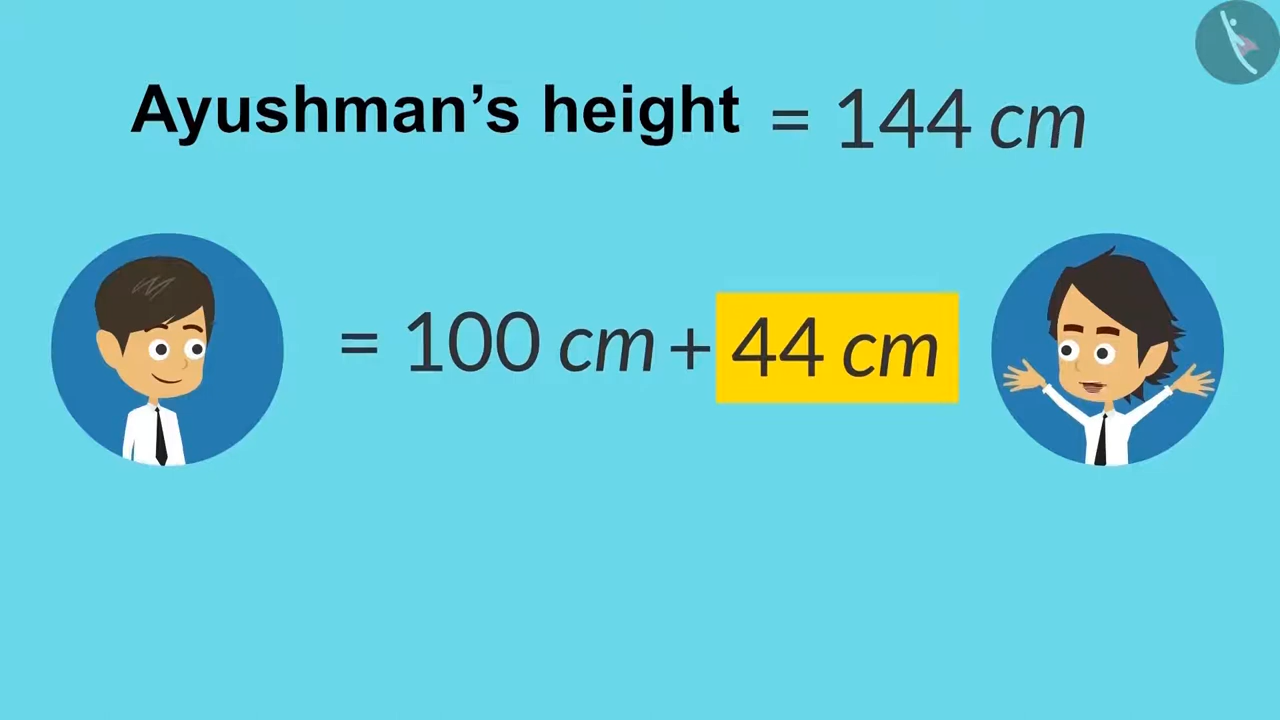 Ayushman’s height = 144 cm
= 100 cm + 44 cm